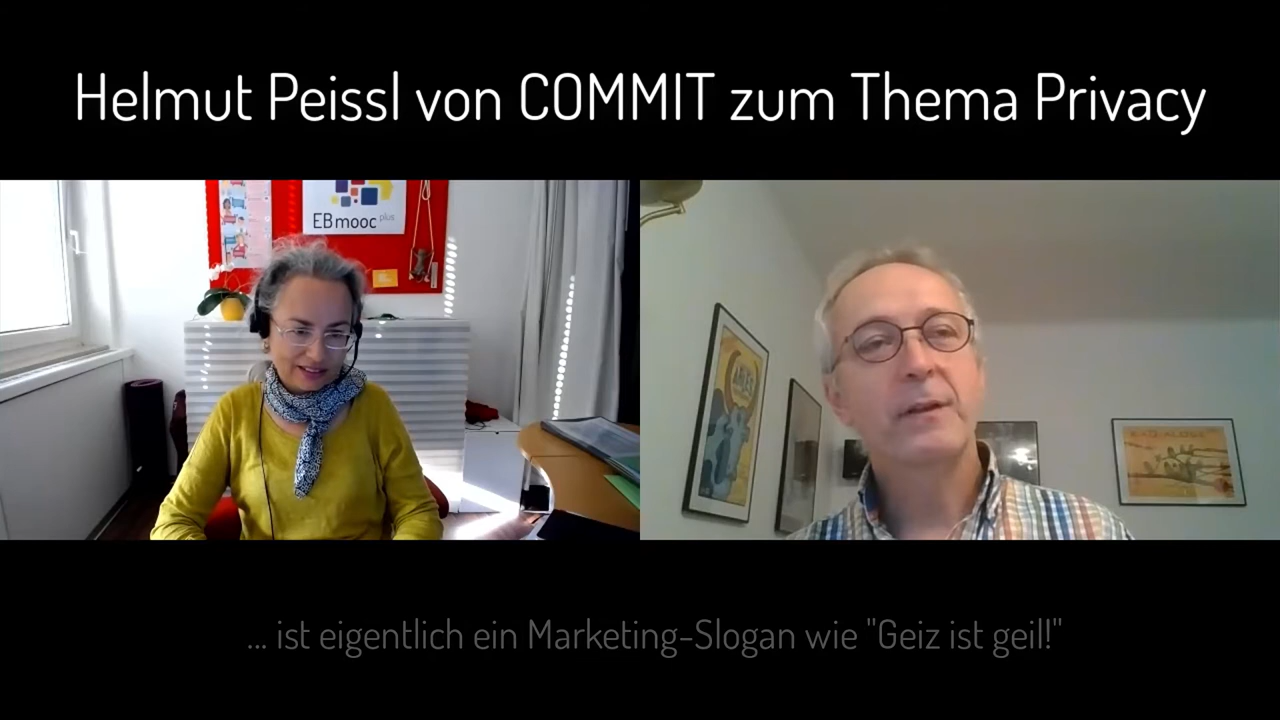 Helmut Peissl von COMMIT zum Thema Privacy
EBmooc plus
... ist eigentlich ein Marketing-Slogan wie "Geiz ist geil!"